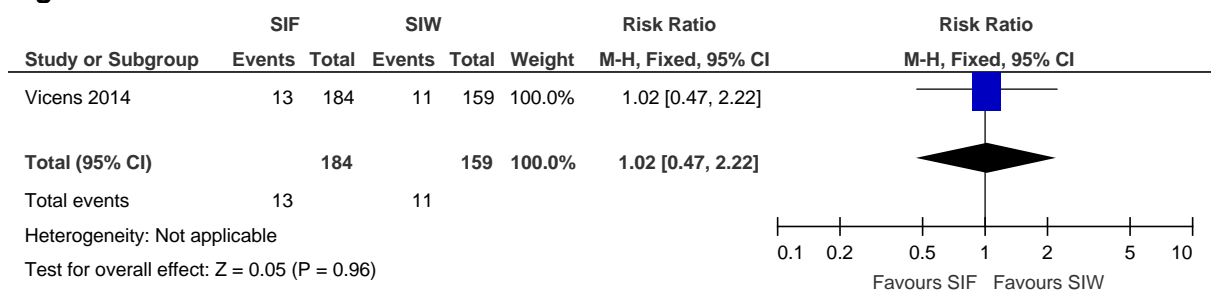 SIF SIW Risk Ratio Risk Ratio
Study or Subgroup Events Total Events Total Weight M-H, Fixed, 95% CI M-H, Fixed, 95% CI
Vicens 2014 13 184 11 159 100.0% 1.02 [0.47, 2.22]
Total (95% CI) 184 159 100.0% 1.02 [0.47, 2.22]
Total events 13 11
Heterogeneity: Not applicable
Test for overall effect: Z = 0.05 (P = 0.96)
0.1 0.2 0.5 1 2 5 10
Favours SIF Favours SIW